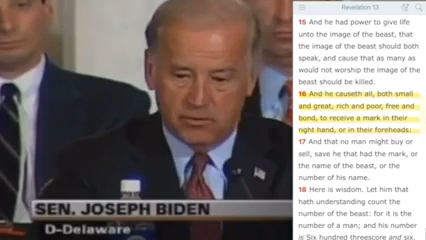 Revelation 13
15 And he had power to give life
unto the image of the beast, that
the image of the beast should both
speak, and cause that as many as
would not worship the image of the
beast should be killed.
16 And he causeth all, both small
and great, rich and poor, free and
bond, to receive a mark in their
right hand, or in their foreheads:
17 And that no man might buy or
sell, save he that had the mark, or
the name of the beast, or the
number of his name.
18 Here is wisdom. Let him that
hath understanding count the
number of the beast: for it is the
number of a man; and his number
is Six hundred threescore and six.
SEN. JOSEPH BIDEN
D-Delaware